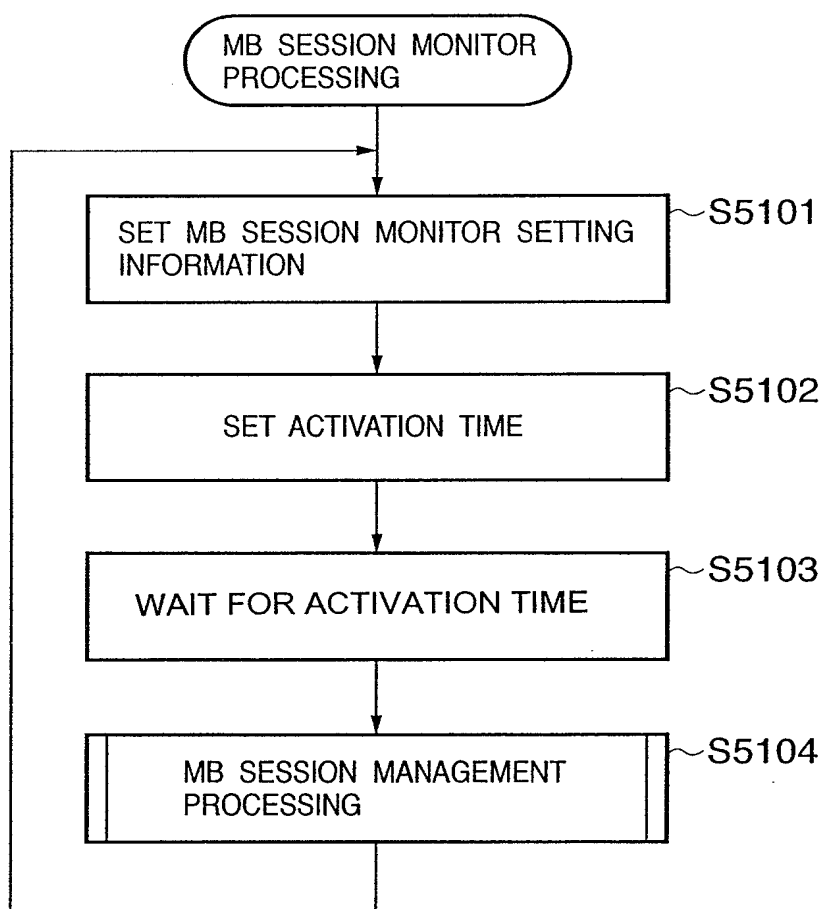 MB SESSION MONITOR
PROCESSING
S5101
SET MB SESSION MONITOR SETTING
INFORMATION
S5102
SET ACTIVATION TIME
S5103
WAIT FOR ACTIVATION TIME
S5104
MB SESSION MANAGEMENT
PROCESSING